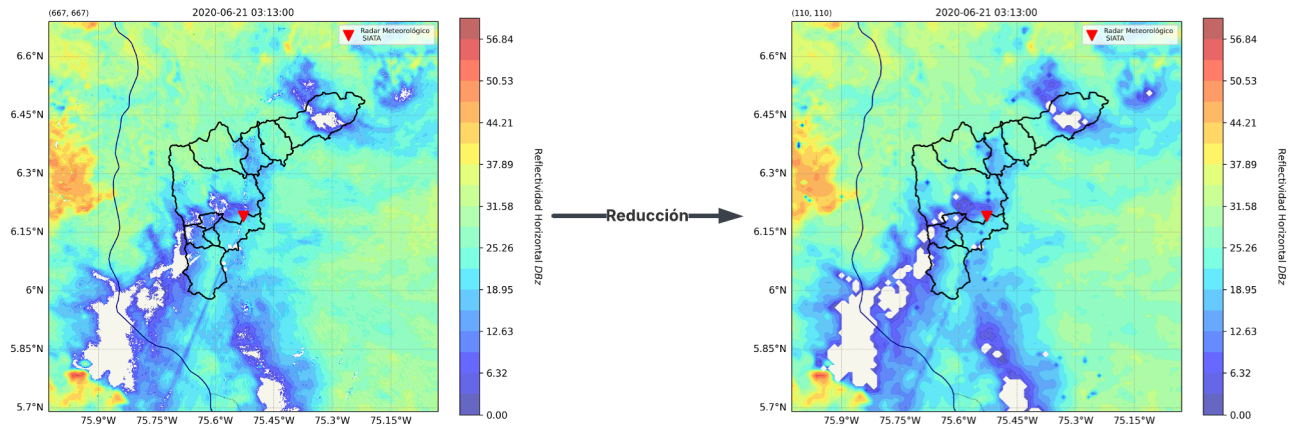 (667, 667)
2020-06-21 03:13:00
Radar Meteorológico
SIATA
6.6°N
6.45°N
6.3°N
6.15°N
6°N
5.85°N
5.7°N
75.9°W
75.75°W
75.6°W
75.45°W
75.3°W
75.15°W
56.84
50.53
44.21
37.89
31.58
25.26
18.95
12.63
6.32
0.00
Reflectividad Horizontal DBz
Reducción
(110, 110)
2020-06-21 03:13:00
Radar Meteorológico
SIATA
6.6°N
6.45°N
6.3°N
6.15°N
6°N
5.85°N
5.7°N
75.9°W
75.75°W
75.6°W
75.45°W
75.3°W
75.15°W
56.84
50.53
44.21
37.89
31.58
25.26
18.95
12.63
6.32
0.00
Reflectividad Horizontal DBz